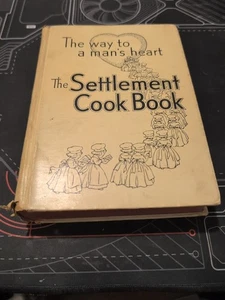 The way to
a man's heart
The Settlement
Cook Book